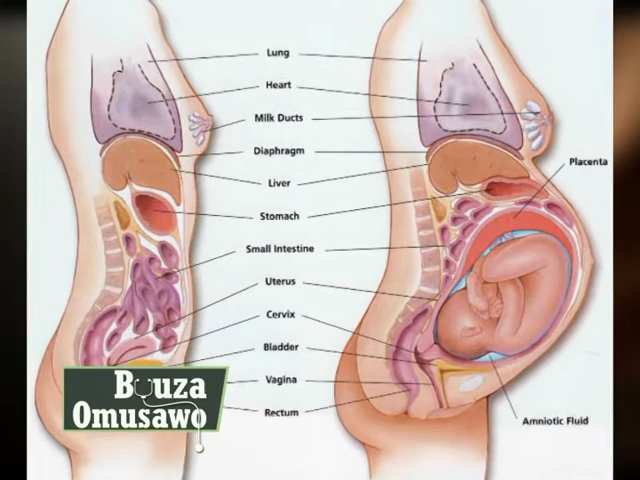 Lung
Heart
Milk Ducts
Diaphragm
Placenta
Liver
Stomach
Small Intestine
Uterus
Cervix
Bladder
Vagina
Rectum
Amniotic Fluid
Buuza
Omusawo